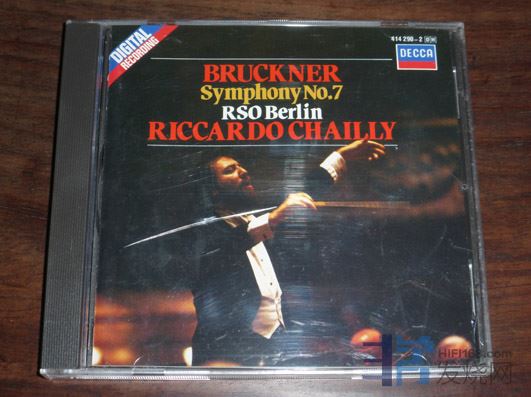 DIGITAL
RECORDING
414 290-2
DECCA
BRUCKNER
Symphony No.7
RSO Berlin
RICCARDO CHAILLY
HIFI168.com
发烧网